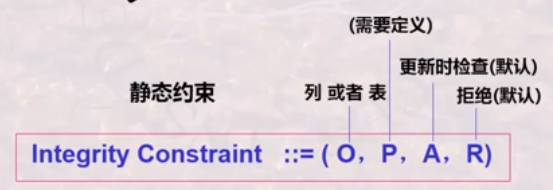 (需要定义)
更新时检查(默认)
静态约束 列 或者 表 拒绝(默认)
Integrity Constraint ::= ( O, P, A, R)